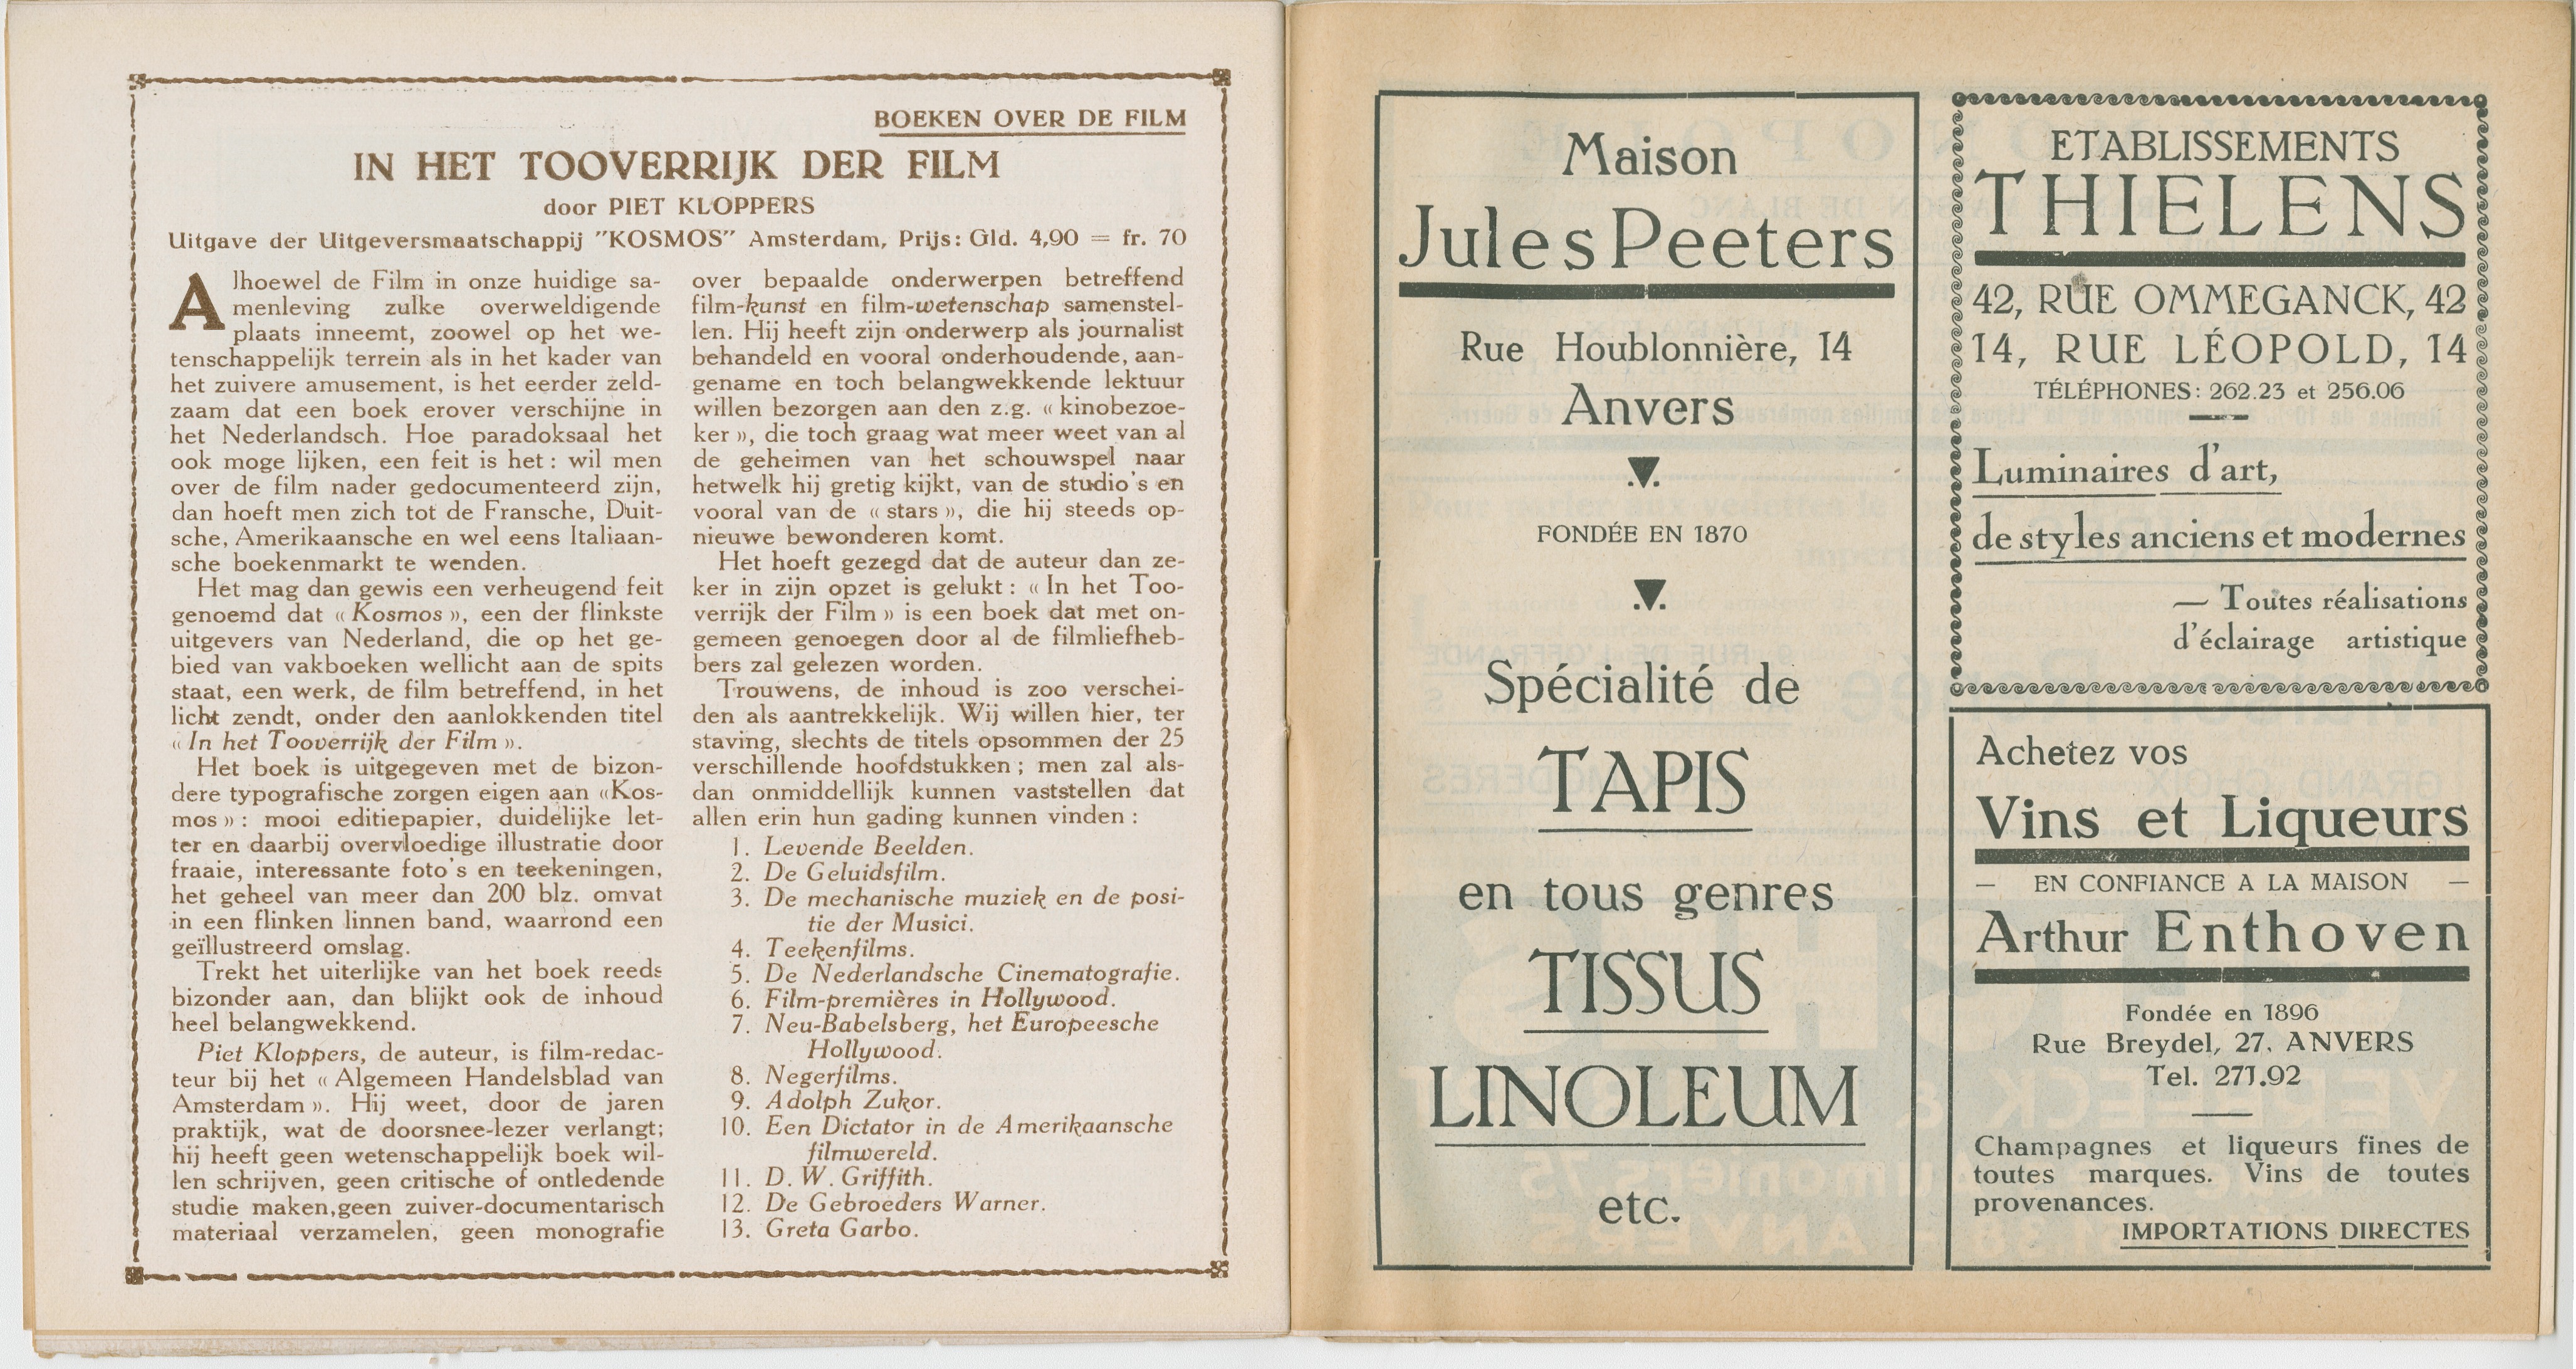 BOEKEN OVER DE FILM
IN HET TOOVERRIJK DER FILM
door PIET KLOPPERS
Uitgave der Uitgeversmaatschappij "KOSMOS" Amsterdam, Prijs: Gld. 4,90 = fr. 70
Alhoewel de Film in onze huidige sa-
menleving zulke overweldigende
plaats inneemt, zoowel op het we-
tenschappelijk terrein als in het kader van
het zuivere amusement, is het eerder zeld-
zaam dat een boek erover verschijne in
het Nederlandsch. Hoe paradoksaal het
ook moge lijken, een feit is het : wil men
over de film nader gedocumenteerd zijn,
dan hoeft men zich tot de Fransche, Duit-
sche, Amerikaansche en wel eens Italiaan-
sche boekenmarkt te wenden.
Het mag dan gewis een verheugend feit
genoemd dat « Kosmos », een der flinkste
uitgevers van Nederland, die op het ge-
bied van vakboeken wellicht aan de spits
staat, een werk, de film betreffend, in het
licht zendt, onder den aanlokkenden titel
« In het Tooverrijk der Film ».
Het boek is uitgegeven met de bizon-
dere typografische zorgen eigen aan «Kos-
mos » : mooi editiepapier, duidelijke let-
ter en daarbij overvloedige illustratie door
fraaie, interessante foto's en teekeningen,
het geheel van meer dan 200 blz. omvat
in een flinken linnen band, waarrond een
geïllustreerd omslag.
Trekt het uiterlijke van het boek reeds
bizonder aan, dan blijkt ook de inhoud
heel belangwekkend.
Piet Kloppers, de auteur, is film-redac-
teur bij het « Algemeen Handelsblad van
Amsterdam ». Hij weet, door de jaren
praktijk, wat de doorsnee-lezer verlangt;
hij heeft geen wetenschappelijk boek wil-
len schrijven, geen critische of ontledende
studie maken,geen zuiver-documentarisch
materiaal verzamelen, geen monografie
over bepaalde onderwerpen betreffend
film-kunst en film-wetenschap samenstel-
len. Hij heeft zijn onderwerp als journalist
behandeld en vooral onderhoudende, aan-
gename en toch belangwekkende lektuur
willen bezorgen aan den z.g. « kinobezoe-
ker », die toch graag wat meer weet van al
de geheimen van het schouwspel naar
hetwelk hij gretig kijkt, van de studio's en
vooral van de « stars », die hij steeds op-
nieuwe bewonderen komt.
Het hoeft gezegd dat de auteur dan ze-
ker in zijn opzet is gelukt : « In het Too-
verrijk der Film » is een boek dat met on-
gemeen genoegen door al de filmliefheb-
bers zal gelezen worden.
Trouwens, de inhoud is zoo verschei-
den als aantrekkelijk. Wij willen hier, ter
staving, slechts de titels opsommen der 25
verschillende hoofdstukken ; men zal als-
dan onmiddellijk kunnen vaststellen dat
allen erin hun gading kunnen vinden :
1. Levende Beelden.
2. De Geluidsfilm.
3. De mechanische muziek en de posi-
tie der Musici.
4. Teekenfilms.
5. De Nederlandsche Cinematografie.
6. Film-premières in Hollywood.
7. Neu-Babelsberg, het Europeesche
Hollywood.
8. Negerfilms.
9. Adolph Zukor.
10. Een Dictator in de Amerikaansche
filmwereld.
11. D. W. Griffith.
12. De Gebroeders Warner.
13. Greta Garbo.
Maison
Jules Peeters
Rue Houblonnière, 14
Anvers
FONDÉE EN 1870
Spécialité de
TAPIS
en tous genres
TISSUS
LINOLEUM
etc.
ETABLISSEMENTS
THIELENS
42, RUE OMMEGANCK, 42
14, RUE LÉOPOLD, 14
TÉLÉPHONES : 262.23 et 256.06
Luminaires d'art,
de styles anciens et modernes
— Toutes réalisations
d'éclairage artistique
Achetez vos
Vins et Liqueurs
— EN CONFIANCE A LA MAISON —
Arthur Enthoven
Fondée en 1896
Rue Breydel, 27, ANVERS
Tel. 271.92
Champagnes et liqueurs fines de
toutes marques. Vins de toutes
provenances.
IMPORTATIONS DIRECTES